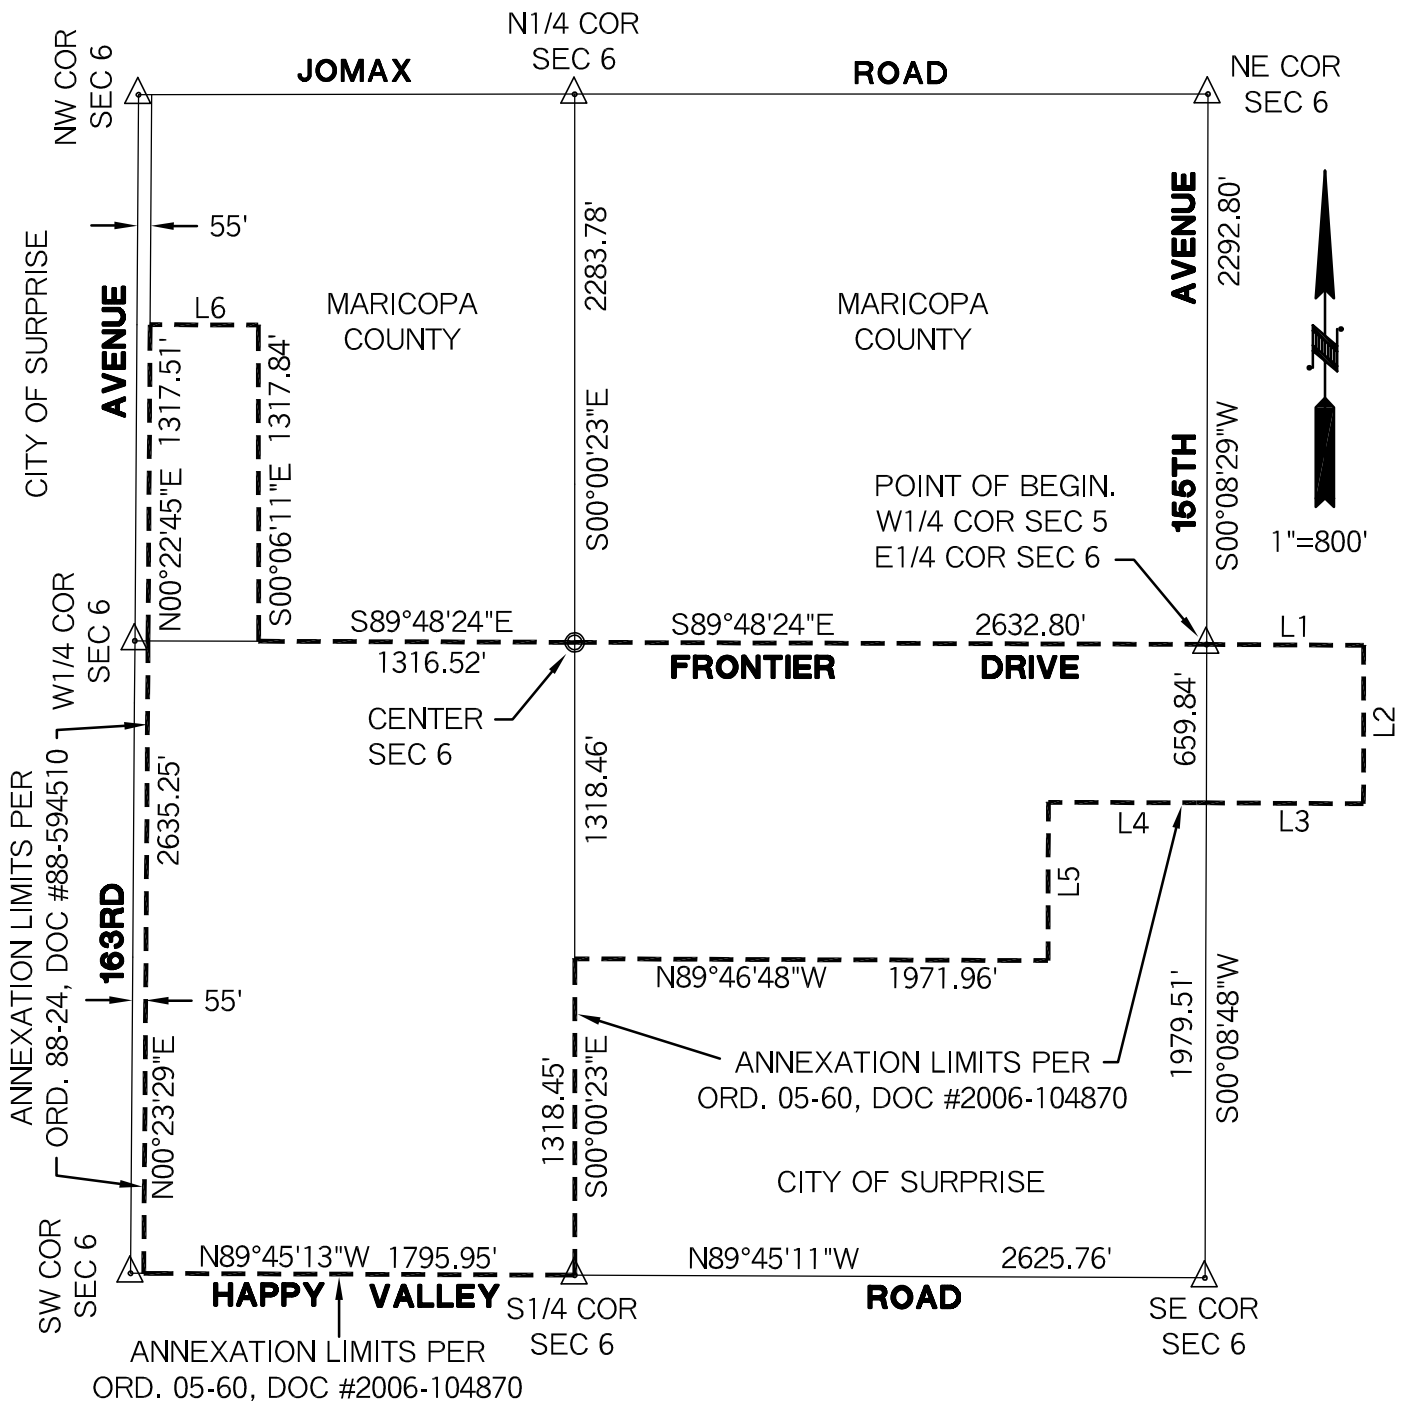 N1/4 COR
SEC 6
NW COR
SEC 6
JOMAX
ROAD
NE COR
SEC 6
55'
CITY OF SURPRISE
AVENUE
L6
1317.51'
N00°22'45"E
1317.84'
S00°06'11"E
MARICOPA
COUNTY
2283.78'
S00°00'23"E
MARICOPA
COUNTY
AVENUE
155TH
2292.80'
S00°08'29"W
1"=800'
POINT OF BEGIN.
W1/4 COR SEC 5
E1/4 COR SEC 6
W1/4 COR
SEC 6
S89°48'24"E
1316.52'
S89°48'24"E
2632.80'
FRONTIER
DRIVE
L1
L2
L3
L4
L5
659.84'
CENTER
SEC 6
1318.46'
ANNEXATION LIMITS PER
ORD. 88-24, DOC #88-594510
2635.25'
163RD
55'
N00°23'29"E
N89°46'48"W
1971.96'
1979.51'
S00°08'48"W
ANNEXATION LIMITS PER
ORD. 05-60, DOC #2006-104870
1318.45'
S00°00'23"E
CITY OF SURPRISE
SW COR
SEC 6
N89°45'13"W
1795.95'
HAPPY
VALLEY
N89°45'11"W
2625.76'
ROAD
S1/4 COR
SEC 6
SE COR
SEC 6
ANNEXATION LIMITS PER
ORD. 05-60, DOC #2006-104870